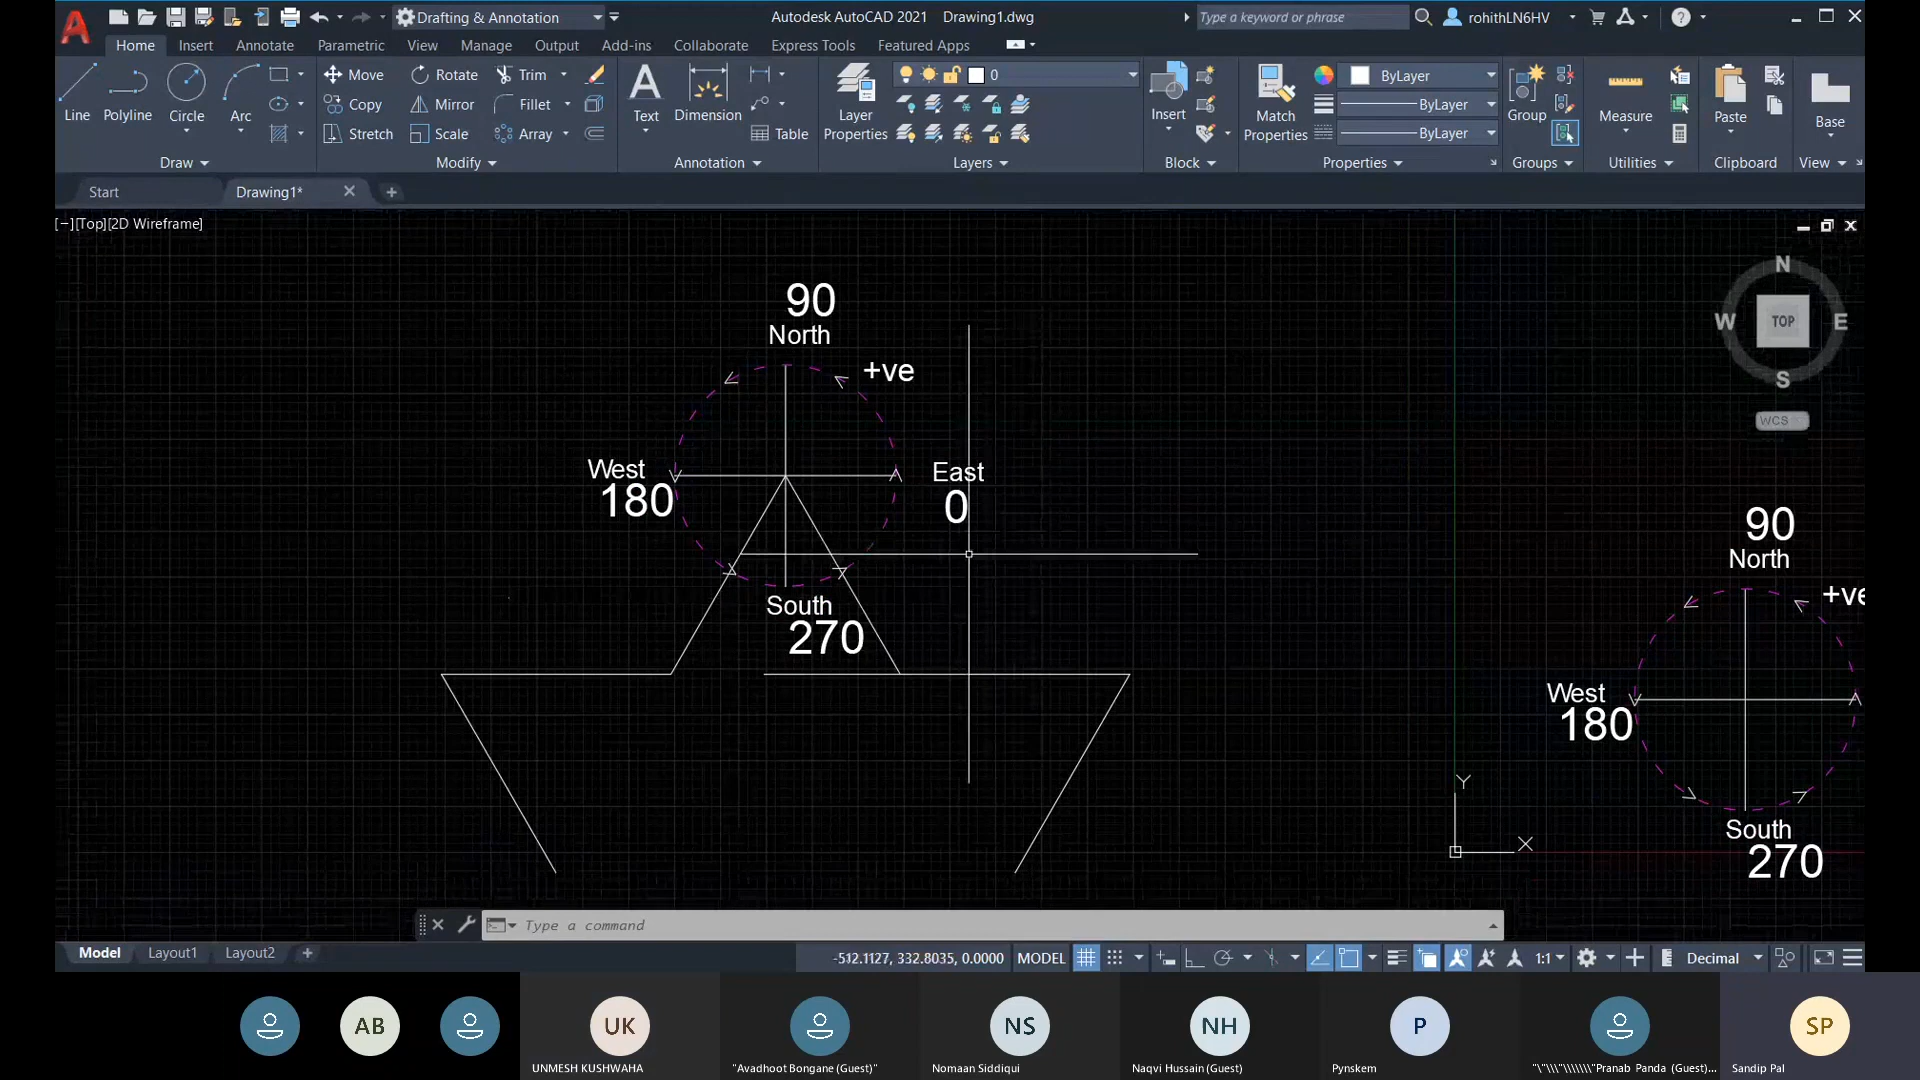 Drafting & Annotation
Autodesk AutoCAD 2021 Drawing1.dwg
Type a keyword or phrase
rohithLN6HV
Home Insert Annotate Parametric View Manage Output Add-ins Collaborate Express Tools Featured Apps
Line
Polyline
Circle
Arc
Move
Rotate
Trim
Copy
Mirror
Fillet
Stretch
Scale
Array
Text
Dimension
Table
Layer
Properties
0
Insert
Match
Properties
ByLayer
ByLayer
ByLayer
Group
Measure
Paste
Base
Draw
Modify
Annotation
Layers
Block
Properties
Groups
Utilities
Clipboard
View
Start
Drawing1*
[−][Top][2D Wireframe]
N
W
TOP
E
S
WCS
90
North
+ve
West
180
East
0
South
270
90
North
+ve
West
180
South
270
Y
X
Type a command
Model
Layout1
Layout2
-512.1127, 332.8035, 0.0000
MODEL
1:1
Decimal
AB
UK
NS
NH
P
SP
UNMESH KUSHWAHA
"Avadhoot Bongane (Guest)"
Nomaan Siddiqui
Naqvi Hussain (Guest)
Pynskem
"\"\\\"\\\\\\\"Pranab Panda (Guest)...
Sandip Pal